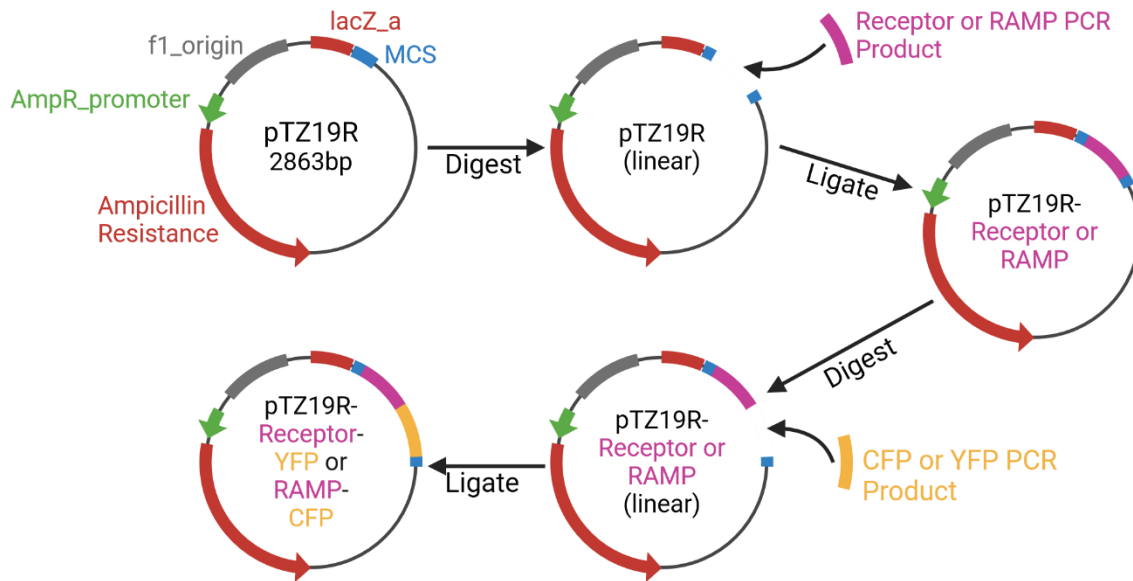 f1_origin
lacZ_a
MCS
AmpR_promoter
pTZ19R
2863bp
Ampicillin
Resistance
Digest
pTZ19R
(linear)
Receptor or RAMP PCR
Product
Ligate
pTZ19R-
Receptor or
RAMP
Digest
pTZ19R-
Receptor or
RAMP
(linear)
CFP or YFP PCR
Product
Ligate
pTZ19R-
Receptor-
YFP or
RAMP-
CFP